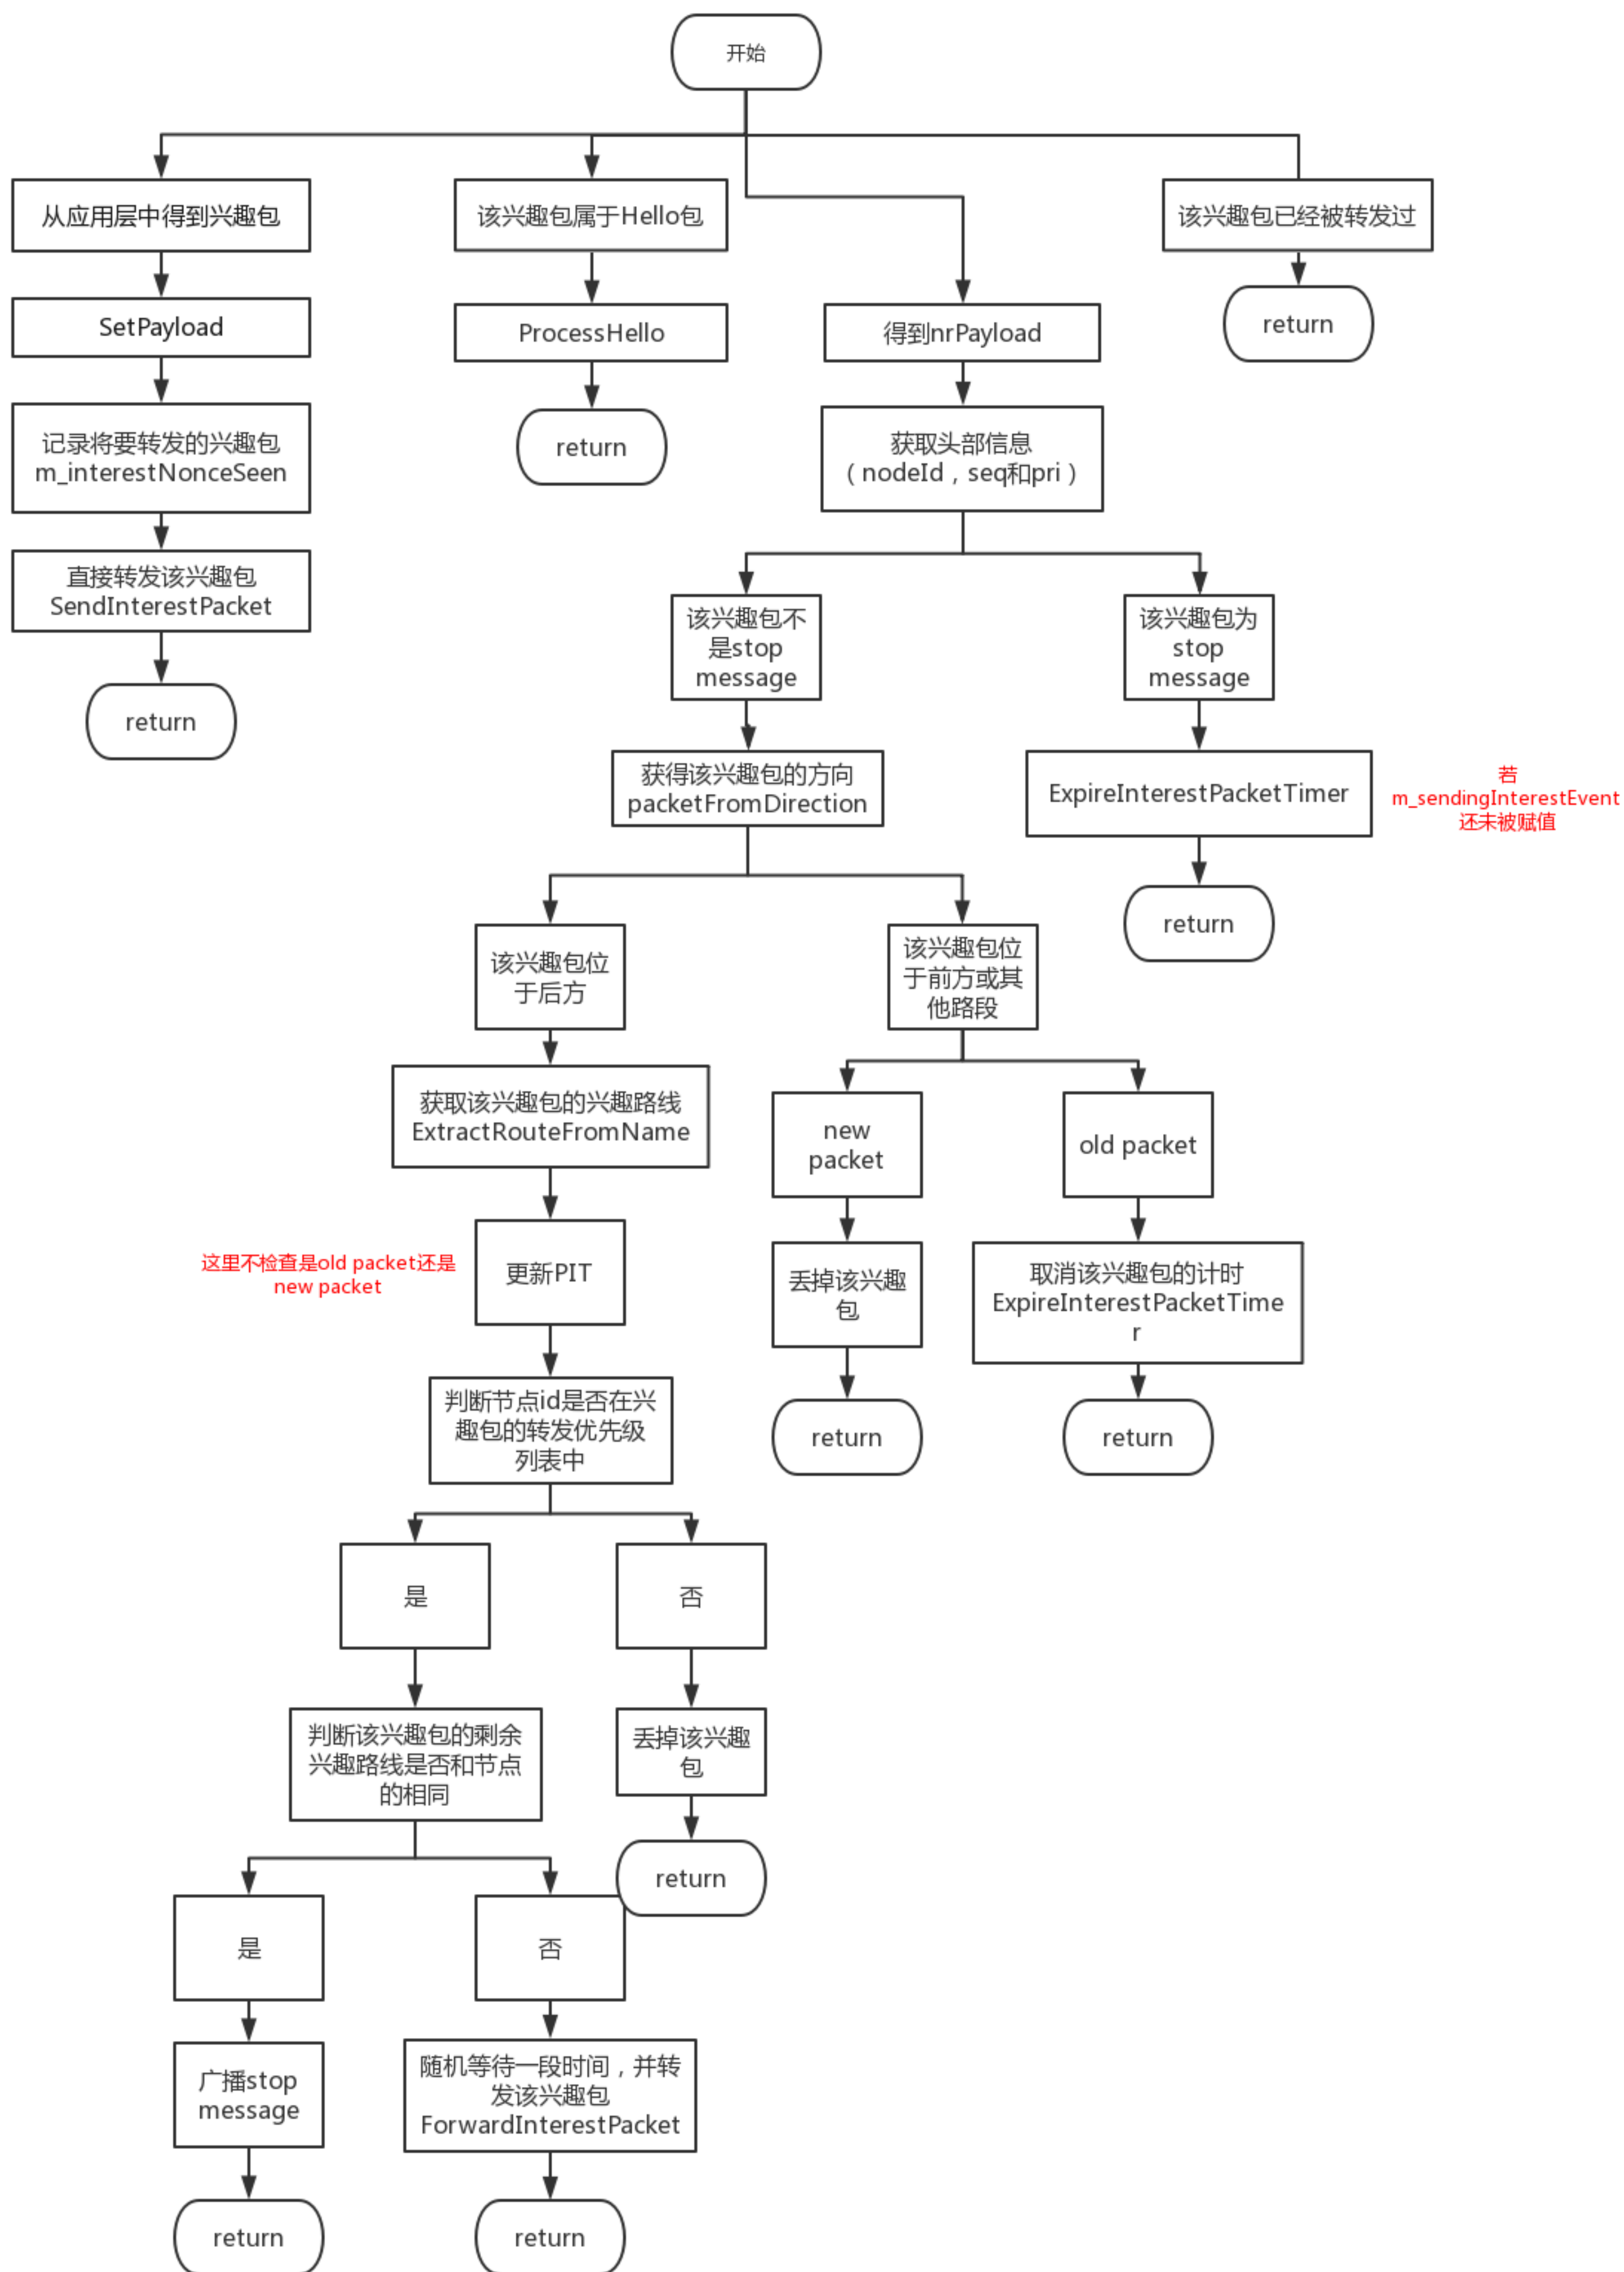 开始
从应用层中得到兴趣包
该兴趣包属于Hello包
该兴趣包已经被转发过
SetPayload
ProcessHello
得到nrPayload
return
记录将要转发的兴趣包
m_interestNonceSeen
return
获取头部信息
（nodeId，seq和pri）
直接转发该兴趣包
SendInterestPacket
return
该兴趣包不
是stop
message
该兴趣包为
stop
message
获得该兴趣包的方向
packetFromDirection
ExpireInterestPacketTimer
若
m_sendingInterestEvent
还未被赋值
return
该兴趣包位
于后方
该兴趣包位
于前方或其
他路段
获取该兴趣包的兴趣路线
ExtractRouteFromName
new
packet
old packet
这里不检查是old packet还是
new packet
更新PIT
丢掉该兴趣
包
取消该兴趣包的计时
ExpireInterestPacketTime
r
判断节点id是否在兴
趣包的转发优先级
列表中
return
return
是
否
判断该兴趣包的剩余
兴趣路线是否和节点
的相同
丢掉该兴趣
包
return
是
否
广播stop
message
随机等待一段时间，并转
发该兴趣包
ForwardInterestPacket
return
return